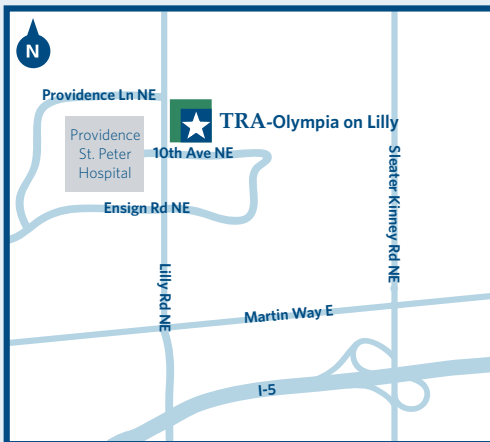 N
Providence Ln NE
TRA-Olympia on Lilly
Providence
St. Peter
Hospital
10th Ave NE
Ensign Rd NE
Sleater Kinney Rd NE
Lilly Rd NE
Martin Way E
I-5